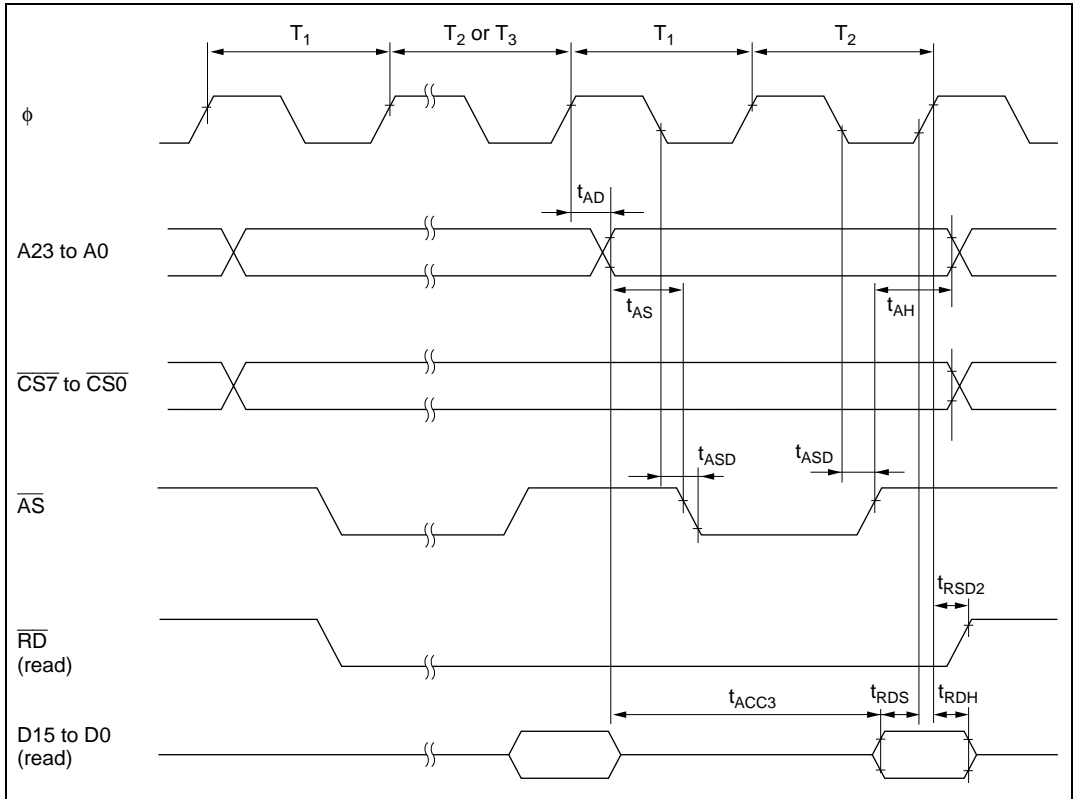 T1
T2 or T3
T1
T2
φ
tAD
A23 to A0
tAS
tAH
CS7 to CS0
tASD
tASD
AS
tRSD2
RD
(read)
tACC3
tRDS
tRDH
D15 to D0
(read)